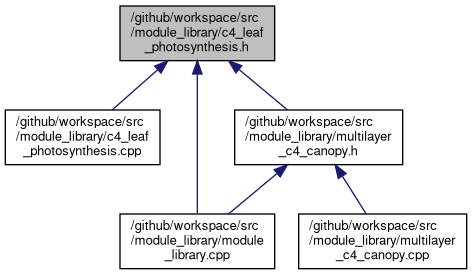 /github/workspace/src
/module_library/c4_leaf
_photosynthesis.h
/github/workspace/src
/module_library/c4_leaf
_photosynthesis.cpp
/github/workspace/src
/module_library/multilayer
_c4_canopy.h
/github/workspace/src
/module_library/module
_library.cpp
/github/workspace/src
/module_library/multilayer
_c4_canopy.cpp